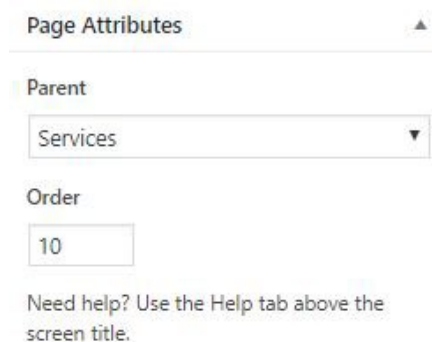 Page Attributes
Parent
Services
Order
10
Need help? Use the Help tab above the
screen title.